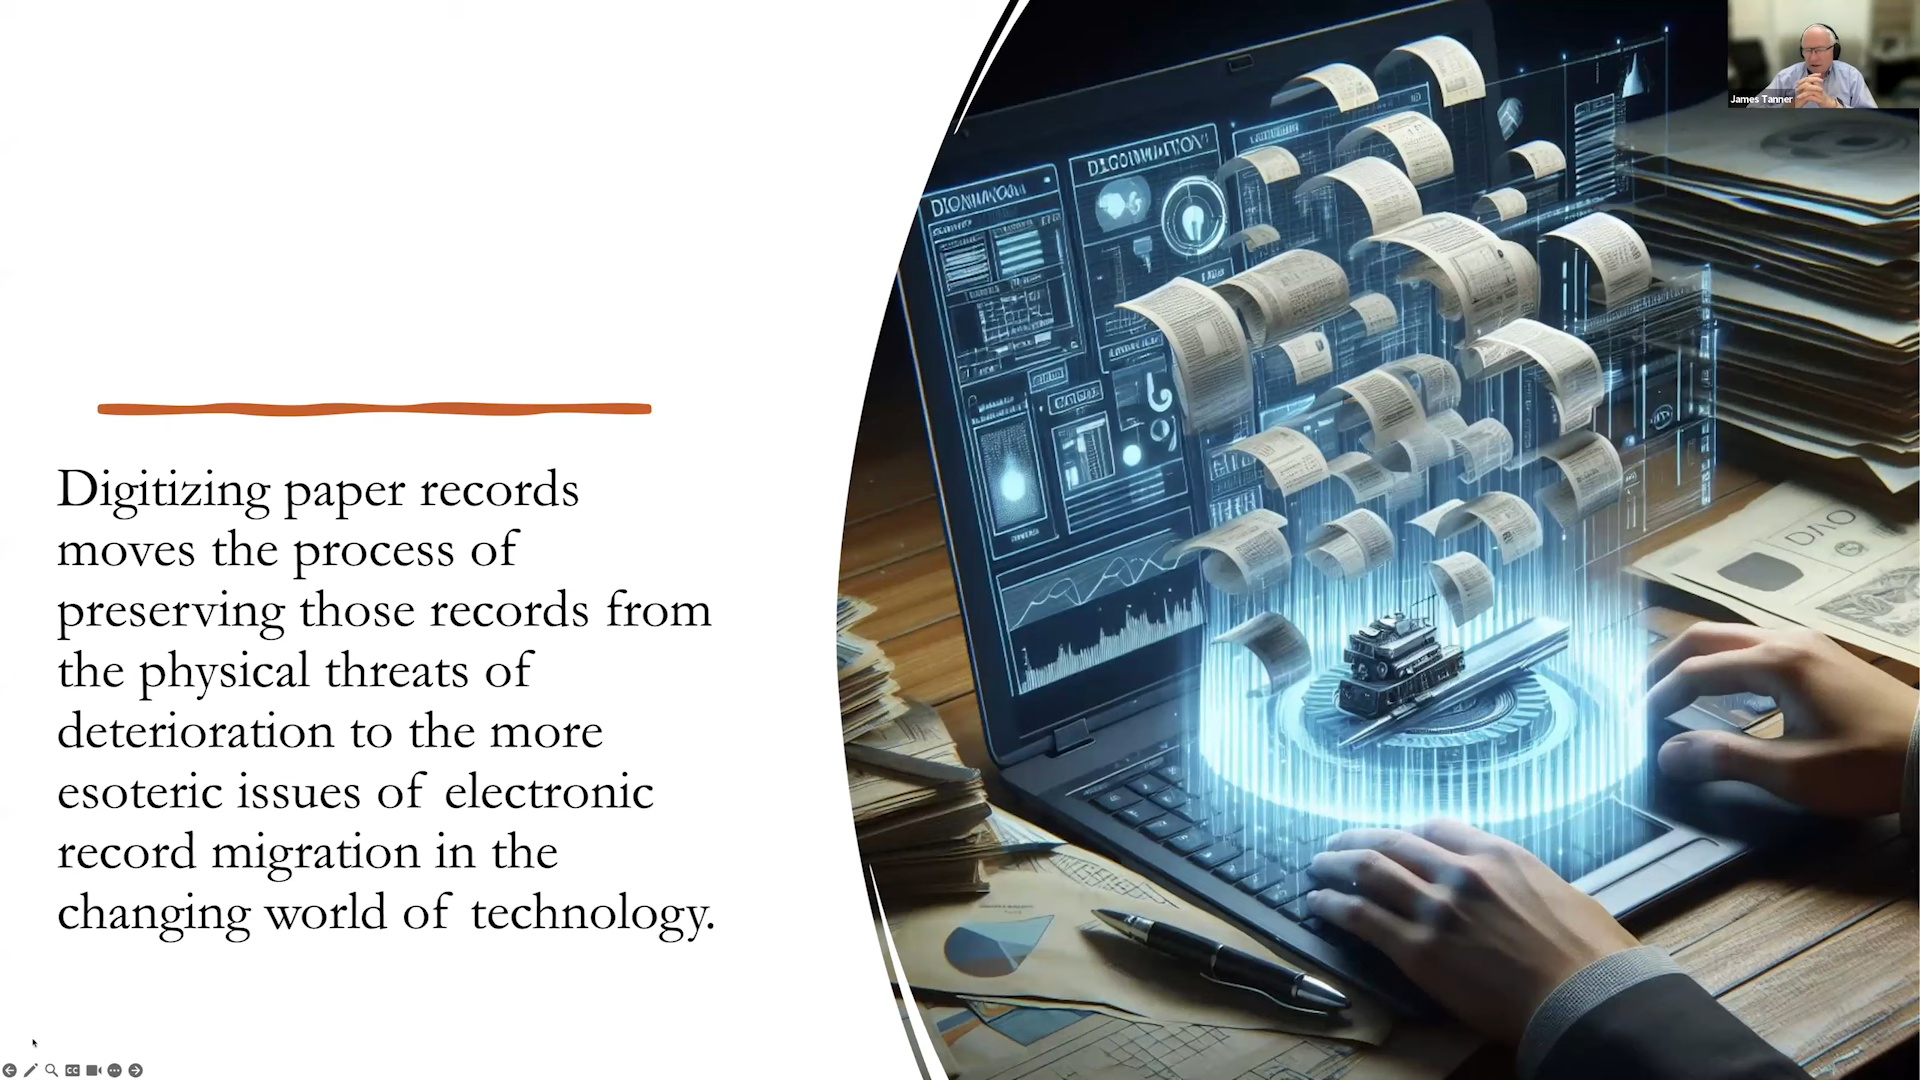 James Tanner
Digitizing paper records
moves the process of
preserving those records from
the physical threats of
deterioration to the more
esoteric issues of electronic
record migration in the
changing world of technology.